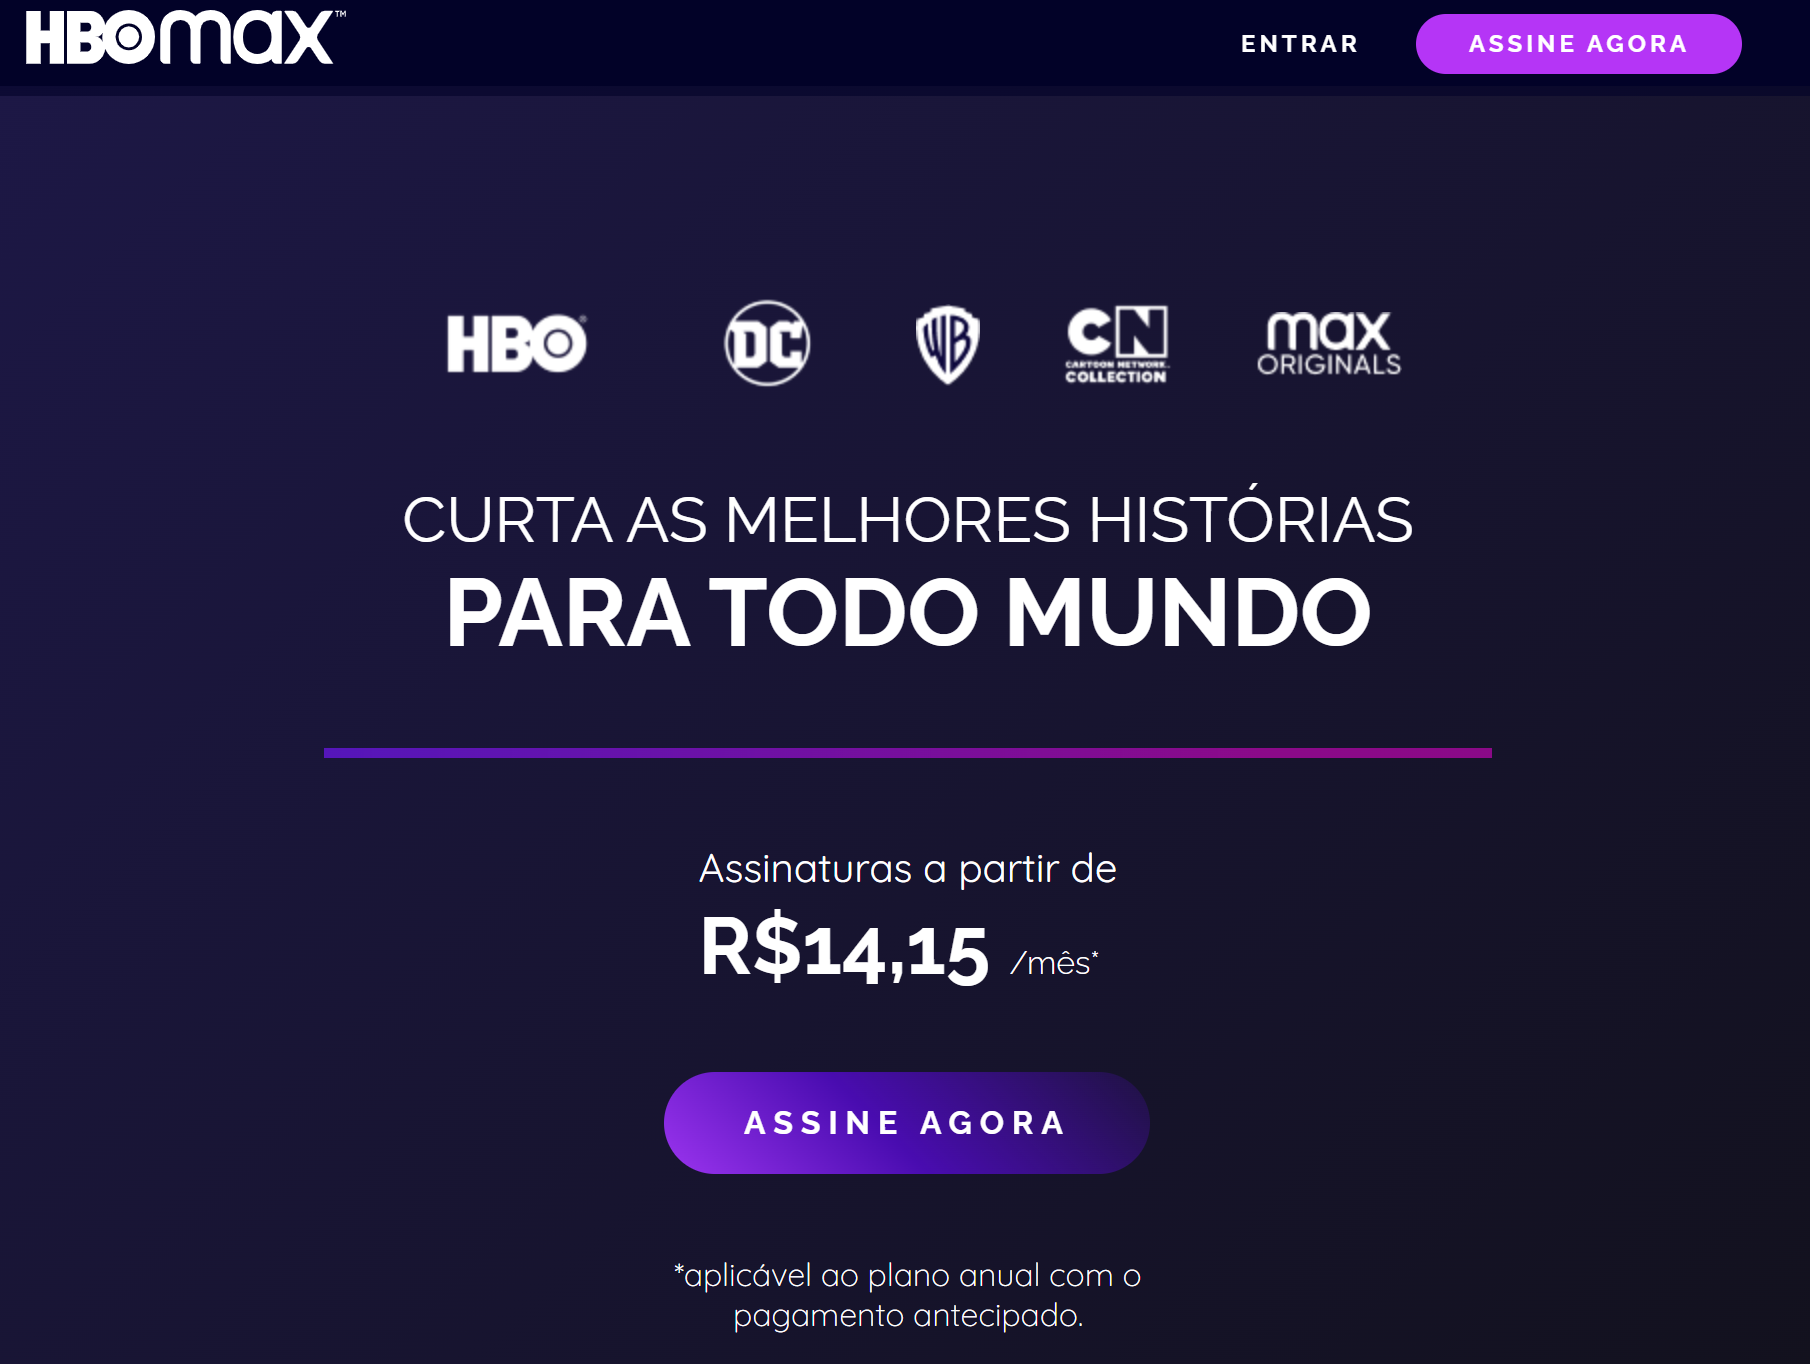 HBOmax™
ENTRAR
ASSINE AGORA
HBO®
DC
WB
CN
CARTOON NETWORK
COLLECTION
max
ORIGINALS
CURTA AS MELHORES HISTÓRIAS
PARA TODO MUNDO
Assinaturas a partir de
R$14,15 /mês*
ASSINE AGORA
*aplicável ao plano anual com o
pagamento antecipado.